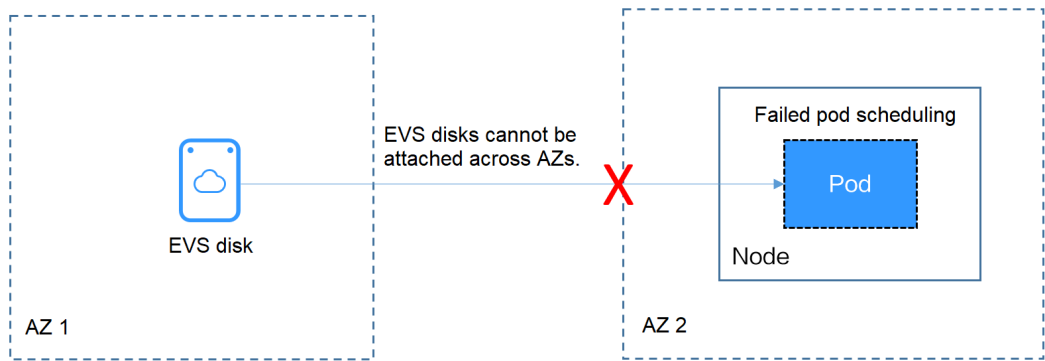 EVS disks cannot be
attached across AZs.
EVS disk
AZ 1
Failed pod scheduling
Pod
Node
AZ 2